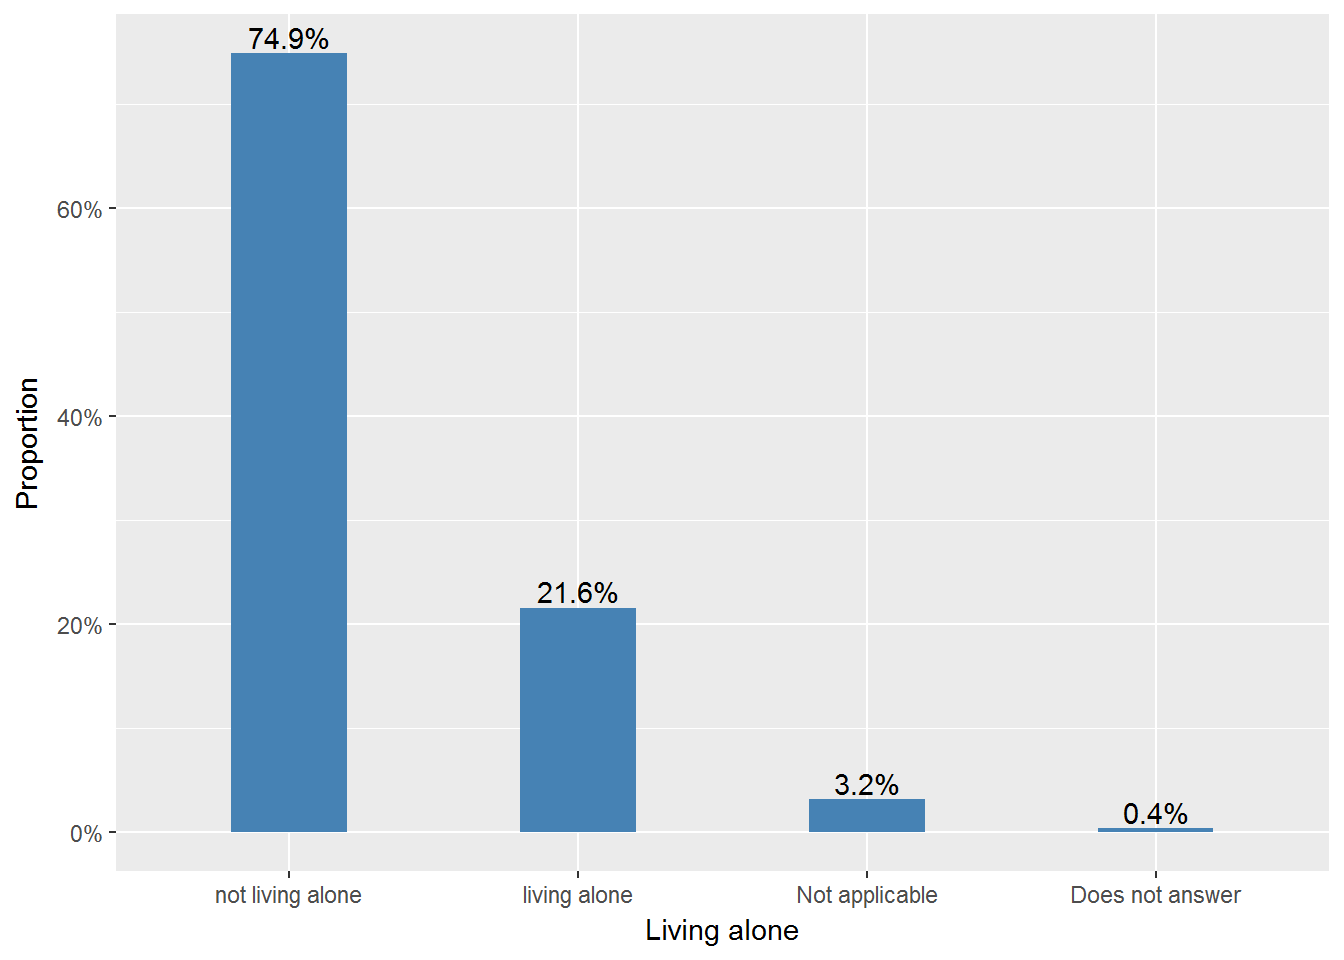 74.9%
60%
40%
21.6%
20%
3.2%
0.4%
0%
Proportion
not living alone
living alone
Not applicable
Does not answer
Living alone